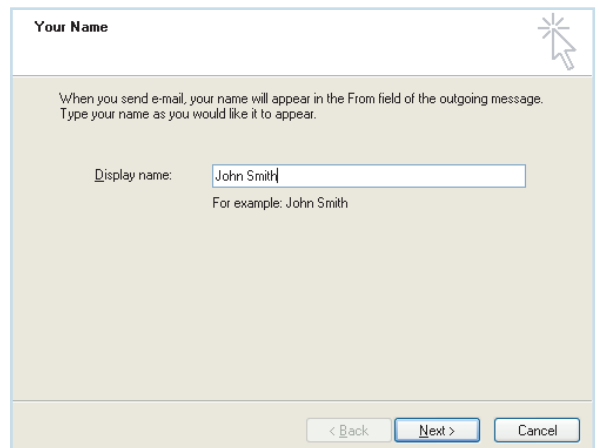 Your Name
When you send e-mail, your name will appear in the From field of the outgoing message.
Type your name as you would like it to appear.
Display name: John Smith
For example: John Smith
< Back Next > Cancel